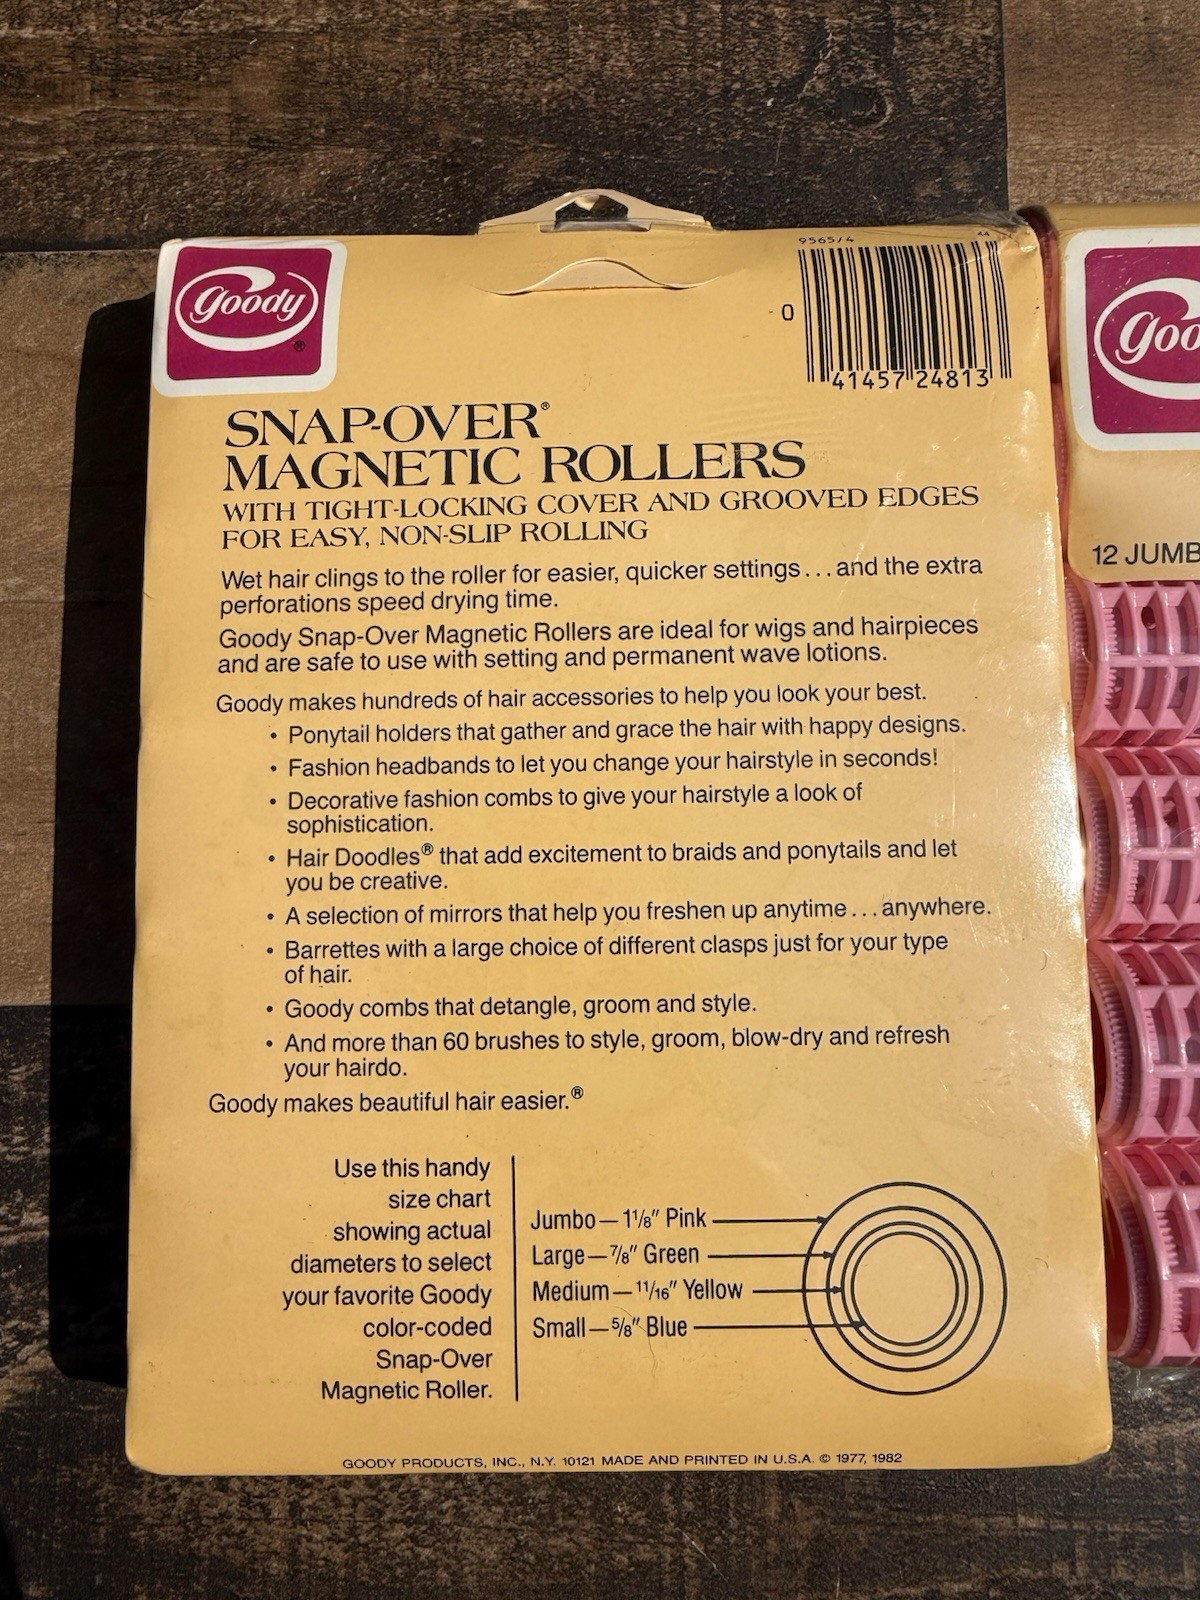 goody
®
9565/4
44
0
41457 24813
SNAP-OVER®
MAGNETIC ROLLERS
WITH TIGHT-LOCKING COVER AND GROOVED EDGES
FOR EASY, NON-SLIP ROLLING
Wet hair clings to the roller for easier, quicker settings...and the extra
perforations speed drying time.
Goody Snap-Over Magnetic Rollers are ideal for wigs and hairpieces
and are safe to use with setting and permanent wave lotions.
Goody makes hundreds of hair accessories to help you look your best.
• Ponytail holders that gather and grace the hair with happy designs.
• Fashion headbands to let you change your hairstyle in seconds!
• Decorative fashion combs to give your hairstyle a look of
sophistication.
• Hair Doodles® that add excitement to braids and ponytails and let
you be creative.
• A selection of mirrors that help you freshen up anytime...anywhere.
• Barrettes with a large choice of different clasps just for your type
of hair.
• Goody combs that detangle, groom and style.
• And more than 60 brushes to style, groom, blow-dry and refresh
your hairdo.
Goody makes beautiful hair easier.®
Use this handy
size chart
showing actual
diameters to select
your favorite Goody
color-coded
Snap-Over
Magnetic Roller.
Jumbo—1 1/8" Pink
Large—7/8" Green
Medium—11/16" Yellow
Small—5/8" Blue
GOODY PRODUCTS, INC., N.Y. 10121 MADE AND PRINTED IN U.S.A. © 1977, 1982
goo
12 JUMB